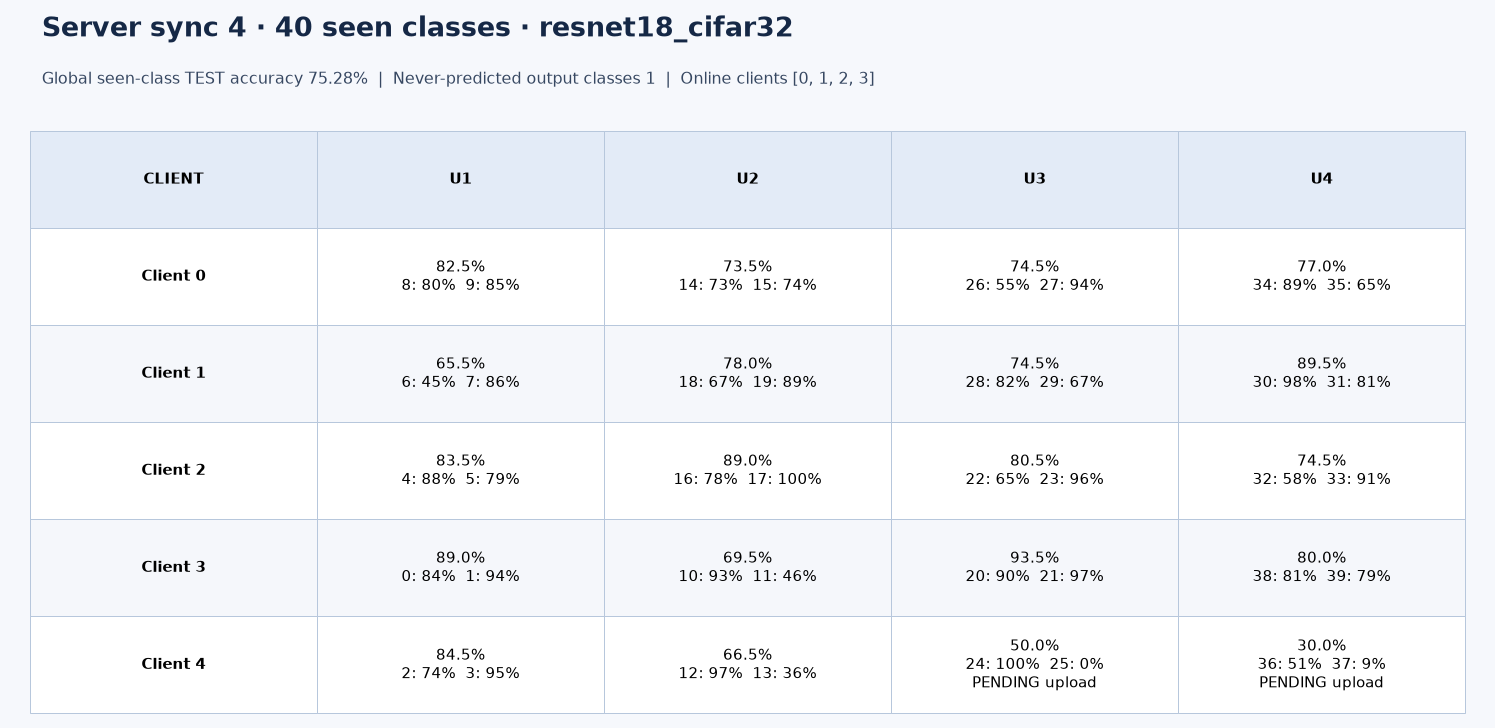 Server sync 4 · 40 seen classes · resnet18_cifar32
Global seen-class TEST accuracy 75.28%  |  Never-predicted output classes 1  |  Online clients [0, 1, 2, 3]
CLIENT U1 U2 U3 U4
Client 0
82.5%
8: 80%  9: 85%
73.5%
14: 73%  15: 74%
74.5%
26: 55%  27: 94%
77.0%
34: 89%  35: 65%
Client 1
65.5%
6: 45%  7: 86%
78.0%
18: 67%  19: 89%
74.5%
28: 82%  29: 67%
89.5%
30: 98%  31: 81%
Client 2
83.5%
4: 88%  5: 79%
89.0%
16: 78%  17: 100%
80.5%
22: 65%  23: 96%
74.5%
32: 58%  33: 91%
Client 3
89.0%
0: 84%  1: 94%
69.5%
10: 93%  11: 46%
93.5%
20: 90%  21: 97%
80.0%
38: 81%  39: 79%
Client 4
84.5%
2: 74%  3: 95%
66.5%
12: 97%  13: 36%
50.0%
24: 100%  25: 0%
PENDING upload
30.0%
36: 51%  37: 9%
PENDING upload